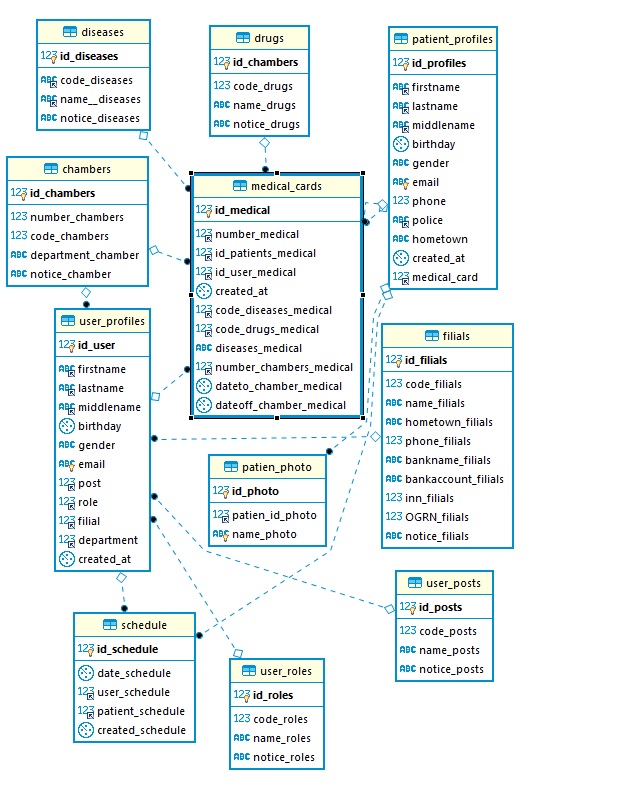 diseases
123 id_diseases
ABC code_diseases
ABC name__diseases
ABC notice_diseases
drugs
123 id_chambers
123 code_drugs
ABC name_drugs
ABC notice_drugs
patient_profiles
123 id_profiles
ABC firstname
ABC lastname
ABC middlename
birthday
ABC gender
ABC email
123 phone
ABC police
ABC hometown
created_at
123 medical_card
chambers
123 id_chambers
123 number_chambers
123 code_chambers
ABC department_chamber
ABC notice_chamber
medical_cards
123 id_medical
123 number_medical
123 id_patients_medical
123 id_user_medical
created_at
123 code_diseases_medical
123 code_drugs_medical
ABC diseases_medical
123 number_chambers_medical
dateto_chamber_medical
dateoff_chamber_medical
user_profiles
123 id_user
ABC firstname
ABC lastname
ABC middlename
birthday
ABC gender
ABC email
123 post
123 role
123 filial
123 department
created_at
filials
123 id_filials
123 code_filials
ABC name_filials
ABC hometown_filials
123 phone_filials
ABC bankname_filials
ABC bankaccount_filials
123 inn_filials
123 OGRN_filials
ABC notice_filials
patien_photo
123 id_photo
123 patien_id_photo
ABC name_photo
user_posts
123 id_posts
123 code_posts
ABC name_posts
ABC notice_posts
schedule
123 id_schedule
date_schedule
123 user_schedule
123 patient_schedule
created_schedule
user_roles
123 id_roles
123 code_roles
ABC name_roles
ABC notice_roles